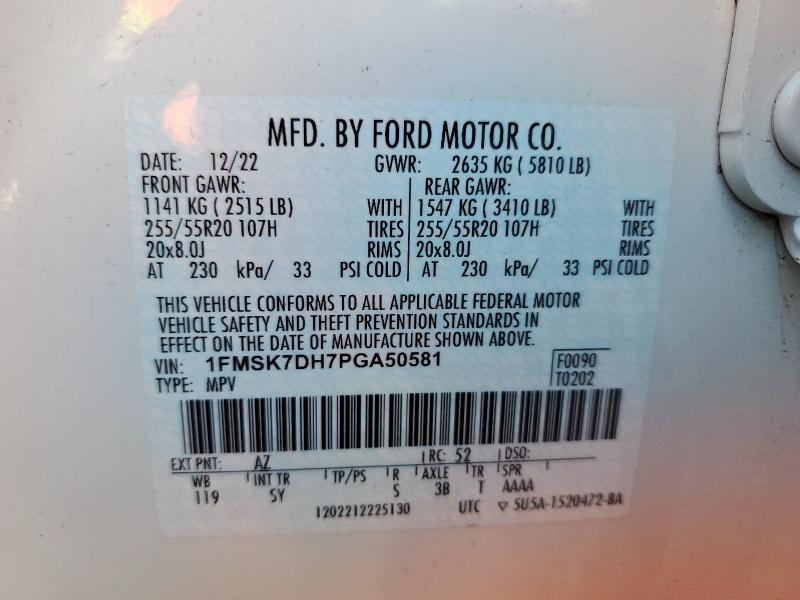 MFD. BY FORD MOTOR CO.
DATE: 12/22 GVWR: 2635 KG ( 5810 LB)
FRONT GAWR: REAR GAWR:
1141 KG ( 2515 LB) WITH 1547 KG ( 3410 LB) WITH
255/55R20 107H TIRES 255/55R20 107H TIRES
20x8.0J RIMS 20x8.0J RIMS
AT 230 kPa/ 33 PSI COLD AT 230 kPa/ 33 PSI COLD
THIS VEHICLE CONFORMS TO ALL APPLICABLE FEDERAL MOTOR
VEHICLE SAFETY AND THEFT PREVENTION STANDARDS IN
EFFECT ON THE DATE OF MANUFACTURE SHOWN ABOVE.
VIN: 1FMSK7DH7PGA50581 F0090
TYPE: MPV T0202
EXT PNT: AZ RC: 52 DSO:
WB INT TR TP/PS R AXLE TR SPR
119 SY S 3B T AAAA
1202212225130 UTC ▽ 5U5A-1520472-BA